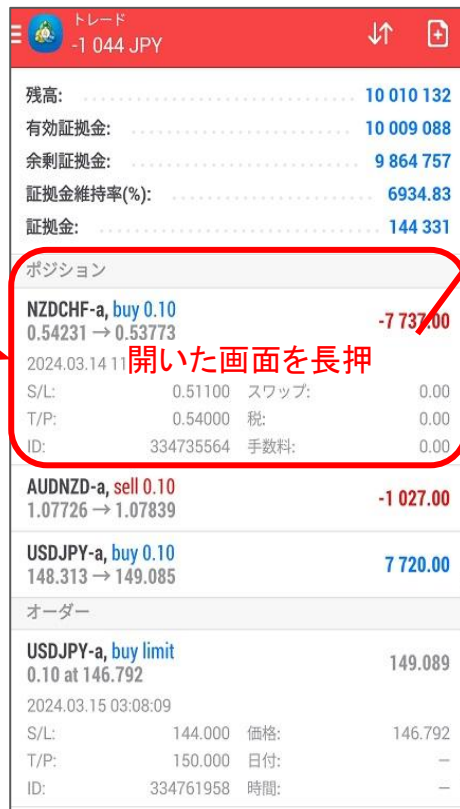 トレード
-1 044 JPY
残高: 10 010 132
有効証拠金: 10 009 088
余剰証拠金: 9 864 757
証拠金維持率(%): 6934.83
証拠金: 144 331
ポジション
NZDCHF-a, buy 0.10
0.54231 → 0.53773 -7 737.00
2024.03.14 11
開いた画面を長押
S/L: 0.51100 スワップ: 0.00
T/P: 0.54000 税: 0.00
ID: 334735564 手数料: 0.00
AUDNZD-a, sell 0.10
1.07726 → 1.07839 -1 027.00
USDJPY-a, buy 0.10
148.313 → 149.085 7 720.00
オーダー
USDJPY-a, buy limit
0.10 at 146.792 149.089
2024.03.15 03:08:09
S/L: 144.000 価格: 146.792
T/P: 150.000 日付: –
ID: 334761958 時間: –